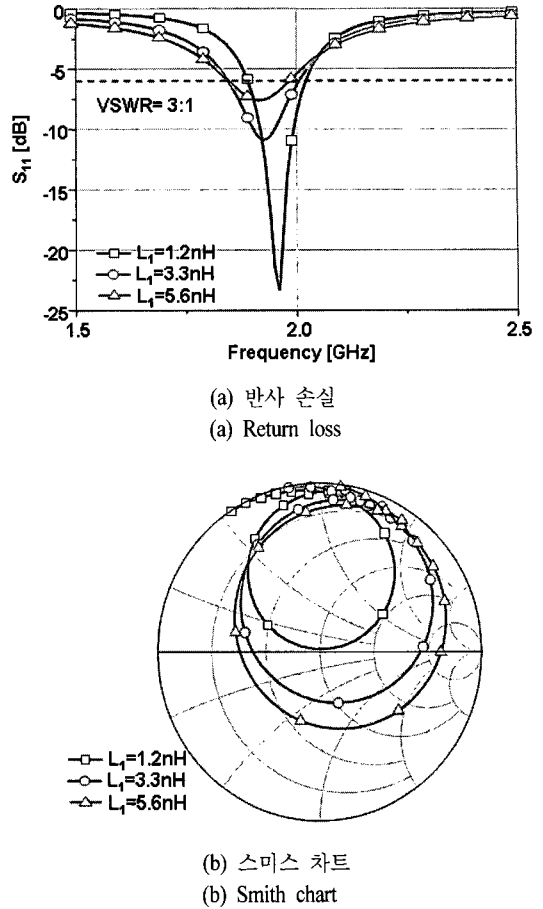 0
-5
-10
-15
-20
-25
S11 [dB]
VSWR= 3:1
L1=1.2nH
L1=3.3nH
L1=5.6nH
1.5 2.0 2.5
Frequency [GHz]
(a) 반사 손실
(a) Return loss
L1=1.2nH
L1=3.3nH
L1=5.6nH
(b) 스미스 차트
(b) Smith chart